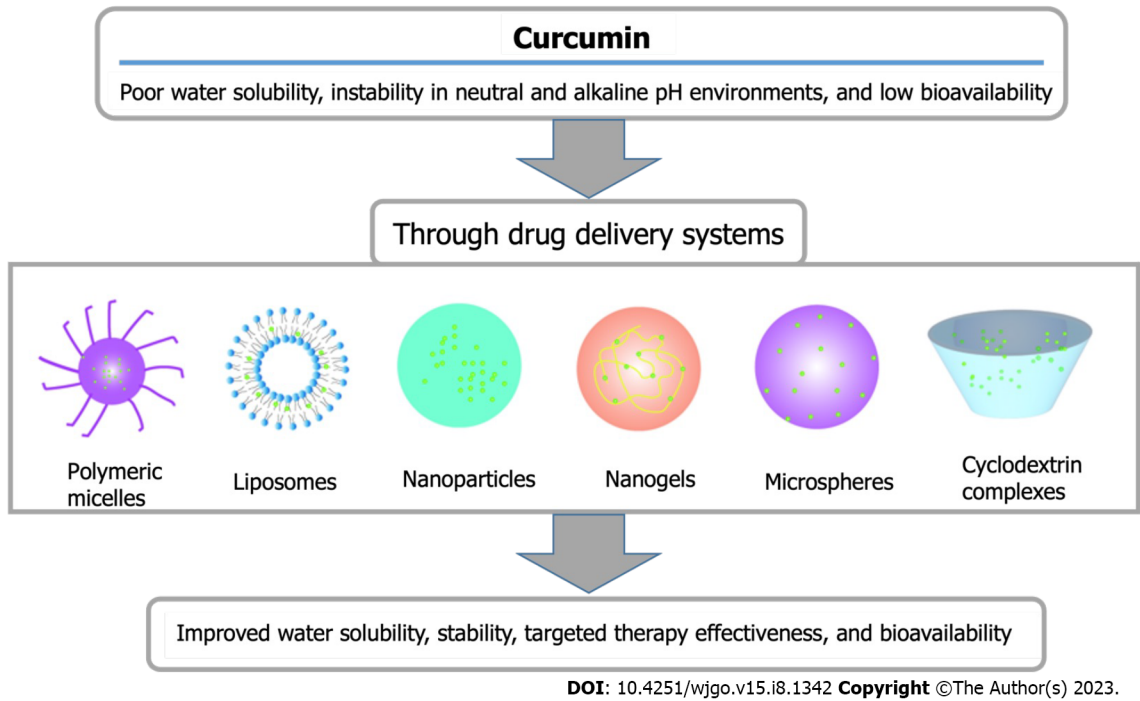 Curcumin
Poor water solubility, instability in neutral and alkaline pH environments, and low bioavailability
Through drug delivery systems
Polymeric
micelles
Liposomes
Nanoparticles
Nanogels
Microspheres
Cyclodextrin
complexes
Improved water solubility, stability, targeted therapy effectiveness, and bioavailability
DOI: 10.4251/wjgo.v15.i8.1342 Copyright ©The Author(s) 2023.